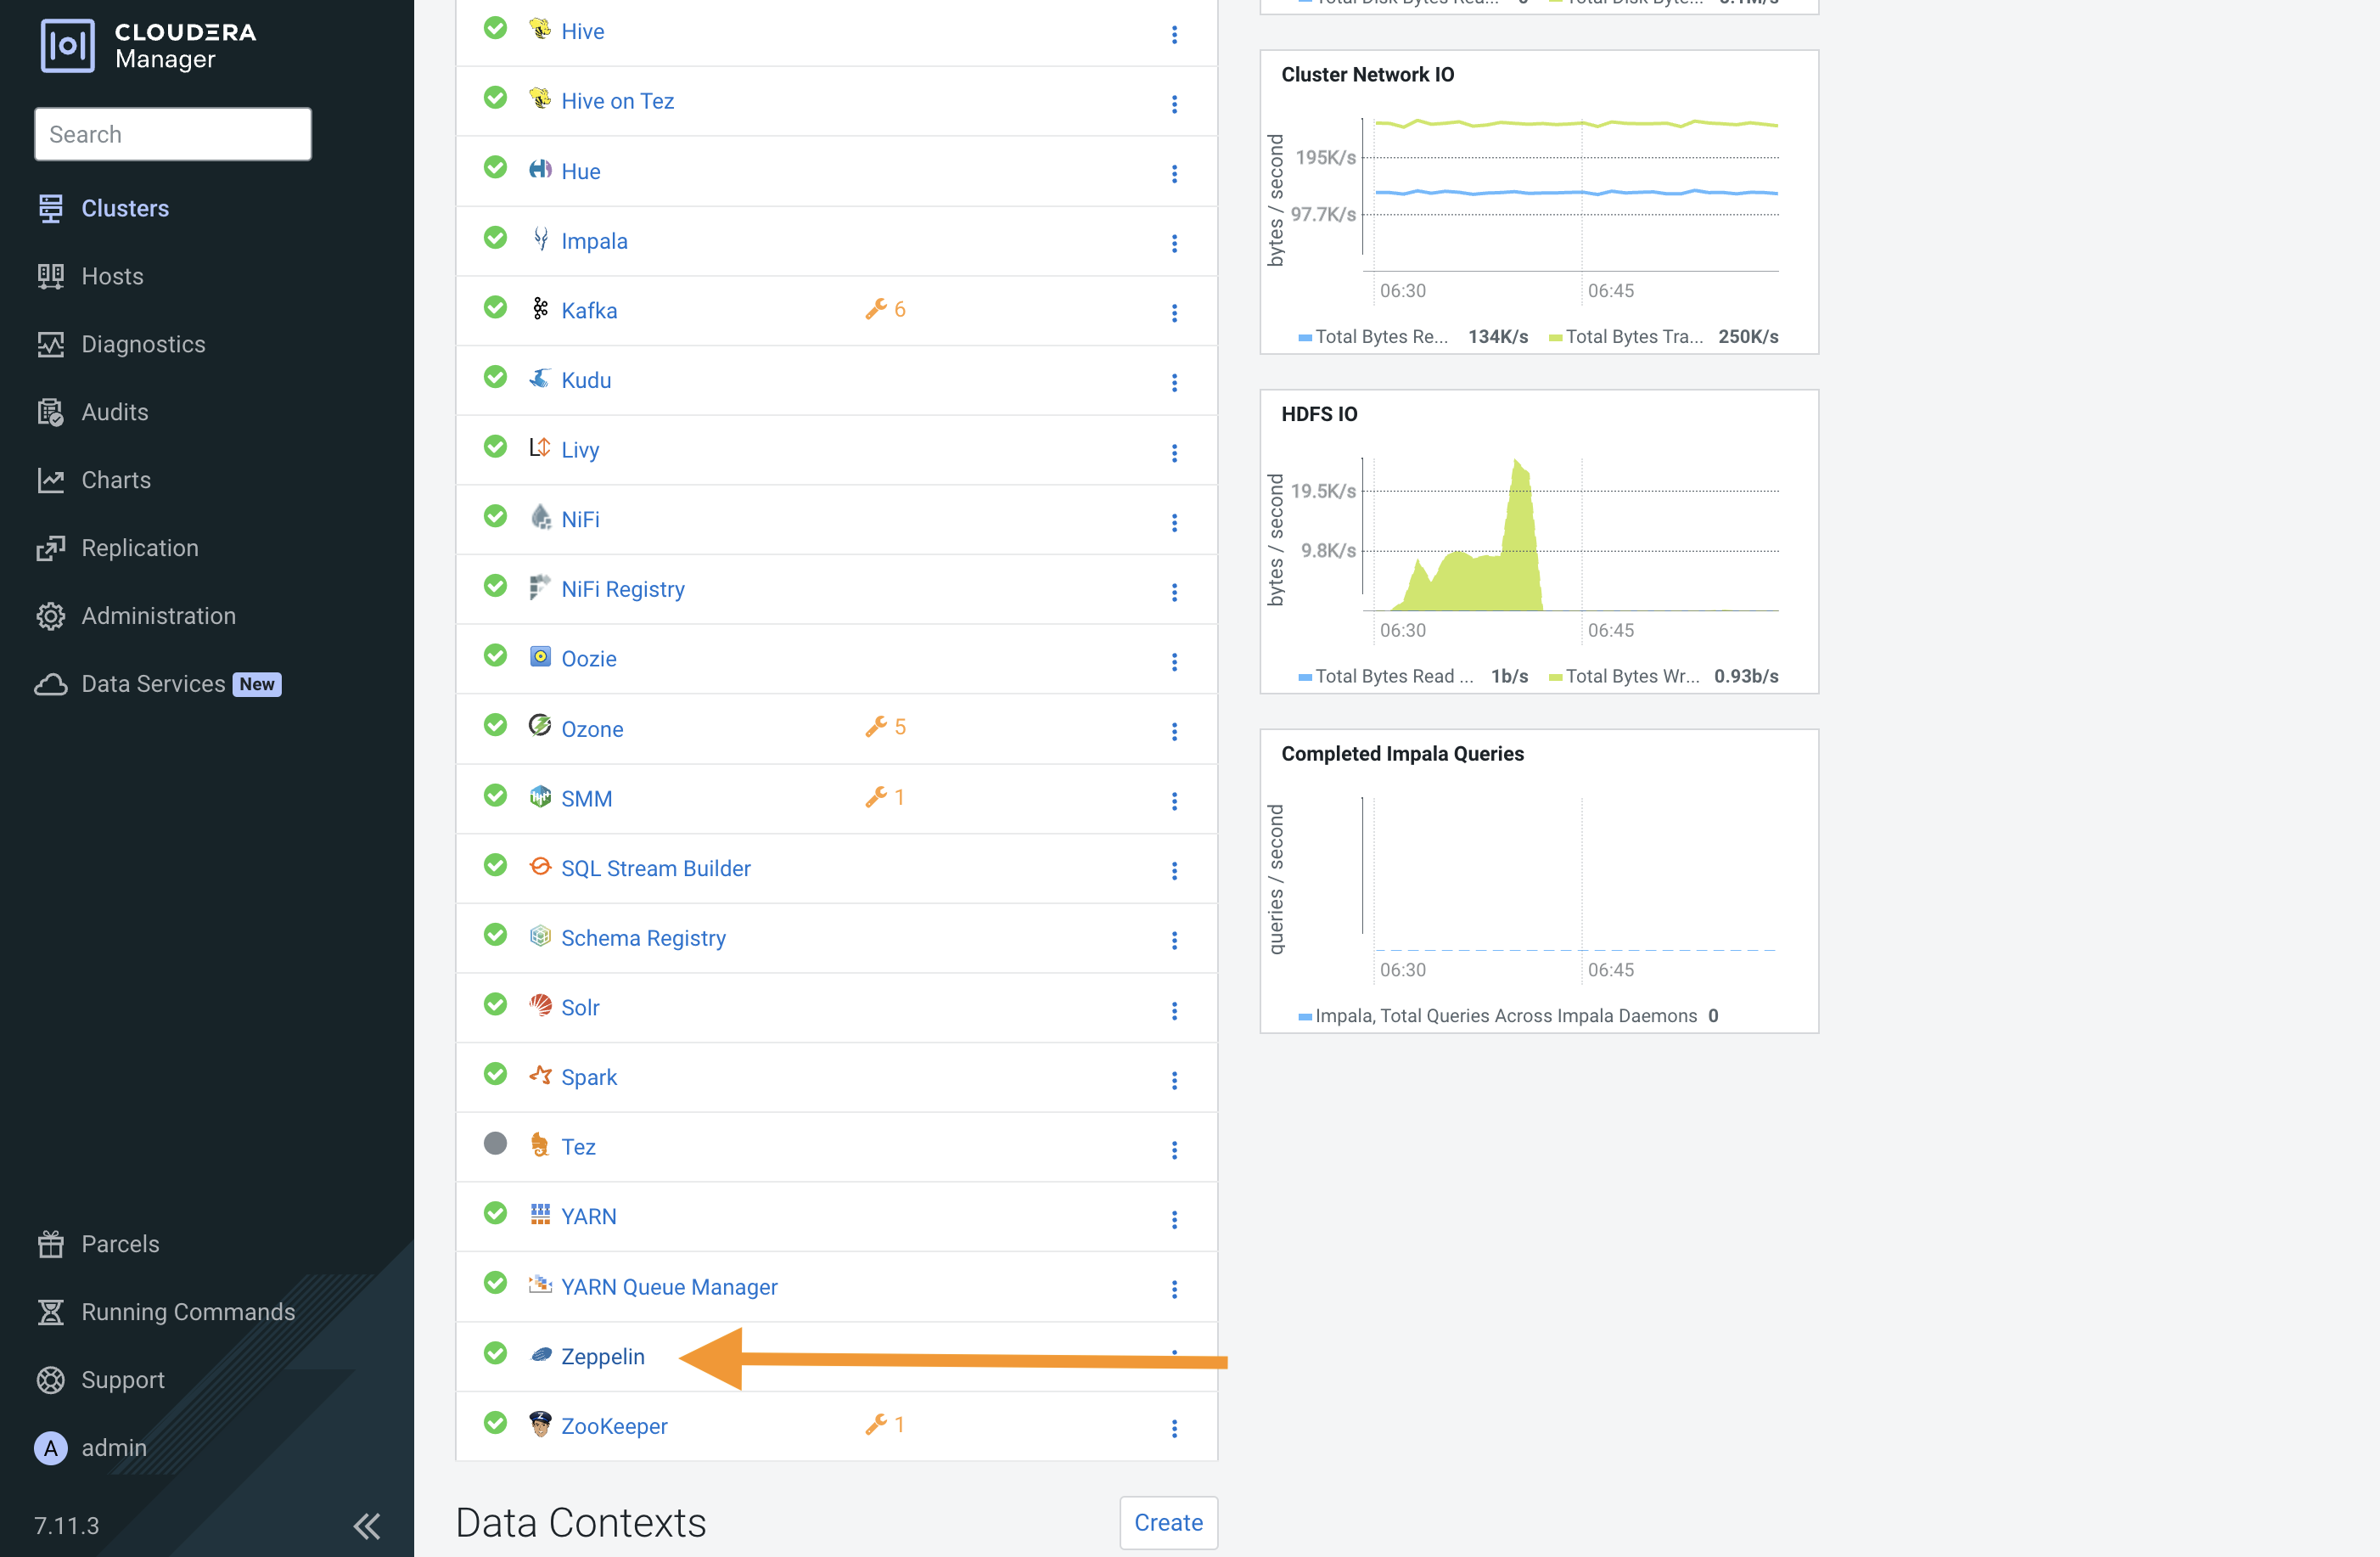 CLOUDERA
Manager
Search
Clusters
Hosts
Diagnostics
Audits
Charts
Replication
Administration
Data Services New
Parcels
Running Commands
Support
A admin
7.11.3
Hive
Hive on Tez
Hue
Impala
Kafka 6
Kudu
Livy
NiFi
NiFi Registry
Oozie
Ozone 5
SMM 1
SQL Stream Builder
Schema Registry
Solr
Spark
Tez
YARN
YARN Queue Manager
Zeppelin
ZooKeeper 1
Data Contexts
Create
Cluster Network IO
bytes / second
195K/s
97.7K/s
06:30 06:45
Total Bytes Re... 134K/s Total Bytes Tra... 250K/s
HDFS IO
bytes / second
19.5K/s
9.8K/s
06:30 06:45
Total Bytes Read ... 1b/s Total Bytes Wr... 0.93b/s
Completed Impala Queries
queries / second
06:30 06:45
Impala, Total Queries Across Impala Daemons 0